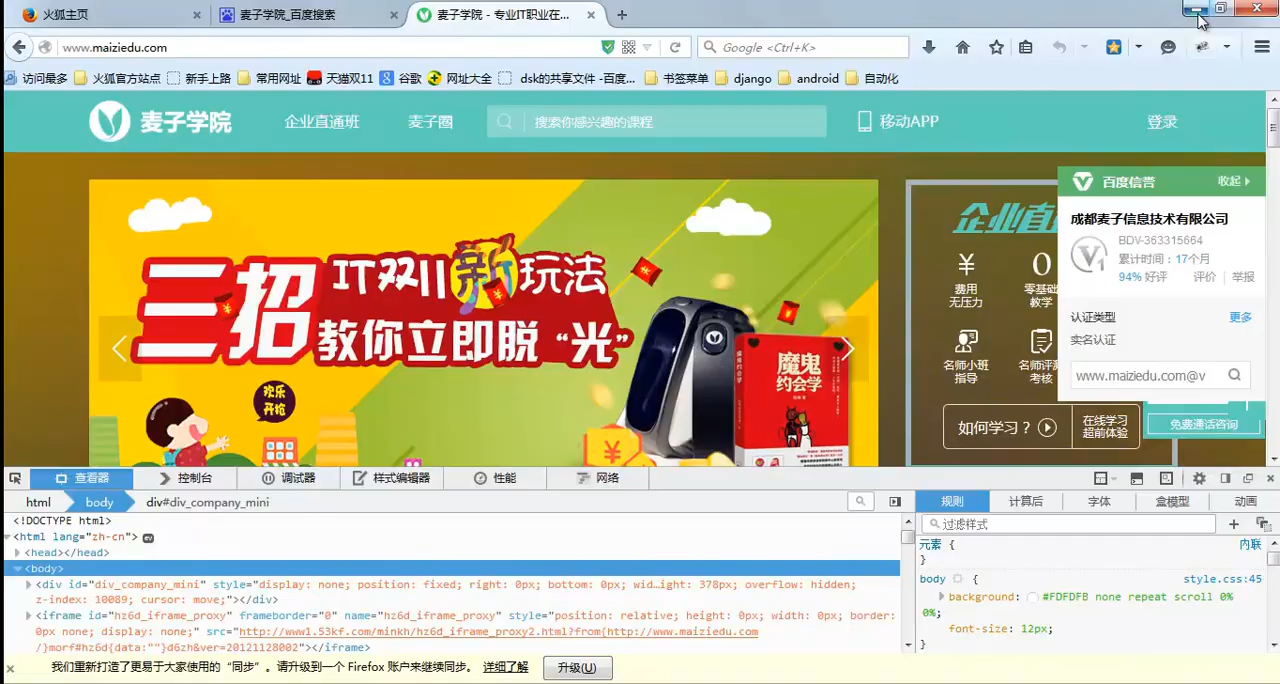 火狐主页
麦子学院_百度搜索
麦子学院 - 专业IT职业在...
www.maiziedu.com
Google <Ctrl+K>
访问最多 火狐官方站点 新手上路 常用网址 天猫双11 谷歌 网址大全 dsk的共享文件 -百度... 书签菜单 django android 自动化
麦子学院 企业直通班 麦子圈 搜索你感兴趣的课程 移动APP 登录
百度信誉 收起
成都麦子信息技术有限公司
BDV-363315664
累计时间：17个月
94% 好评 评价 举报
认证类型 更多
实名认证
www.maiziedu.com@v
三招
IT双11新玩法
教你立即脱“光”
欢乐
开抢
魔鬼
约会学
企业直
费用
无压力
零基础
教学
名师小班
指导
名师评测
考核
如何学习？
在线学习
超前体验
免费通话咨询
查看器 控制台 调试器 样式编辑器 性能 网络
html body div#div_company_mini
规则 计算后 字体 盒模型 动画
过滤样式
<!DOCTYPE html>
<html lang="zh-cn"> ev
<head></head>
<body>
<div id="div_company_mini" style="display: none; position: fixed; right: 0px; bottom: 0px; wid…ight: 378px; overflow: hidden;
z-index: 10089; cursor: move;"></div>
<iframe id="hz6d_iframe_proxy" frameborder="0" name="hz6d_iframe_proxy" style="position: relative; height: 0px; width: 0px; border:
0px none; display: none;" src="http://www1.53kf.com/minkh/hz6d_iframe_proxy2.html?from{http://www.maiziedu.com
/}morf#hz6d{data:""}d6zh&ver=20121128002"></iframe>
元素 { 内联
}
body { style.css:45
background: #FDFDFB none repeat scroll 0%
0%;
font-size: 12px;
}
我们重新打造了更易于大家使用的“同步”。请升级到一个 Firefox 账户来继续同步。 详细了解 升级(U)